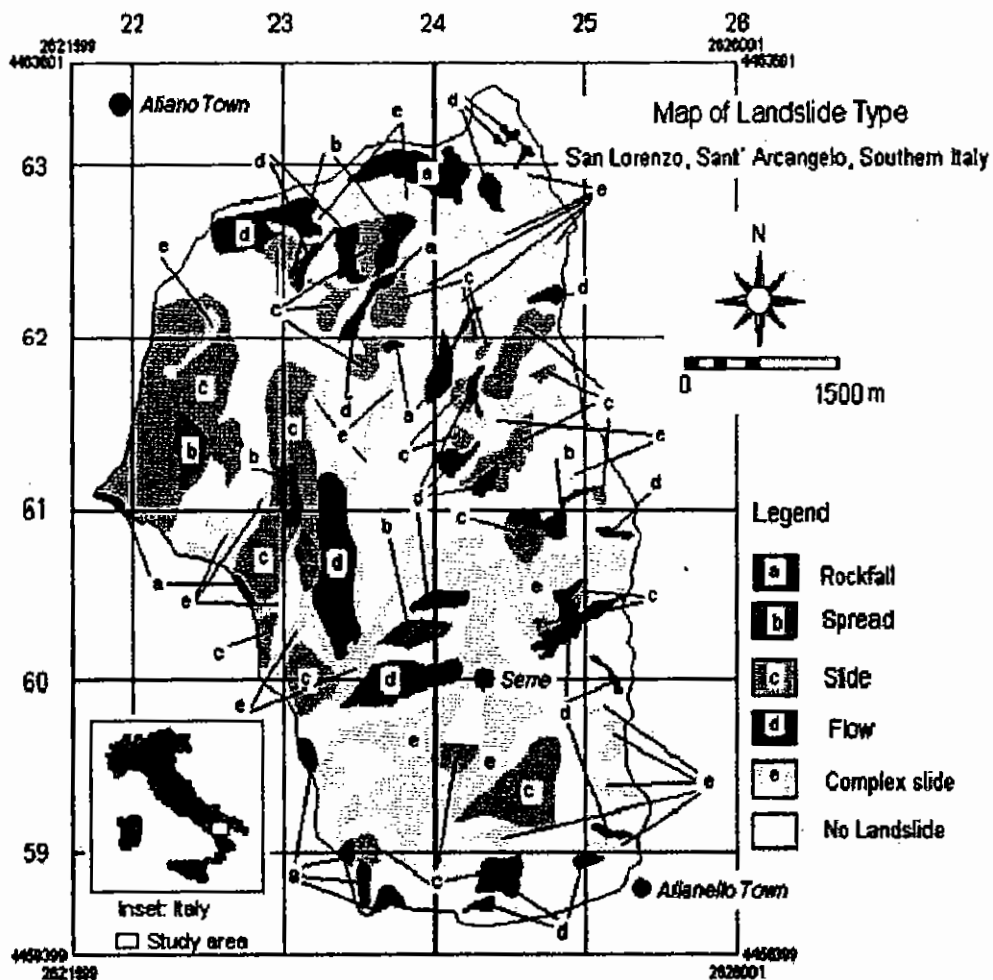 22 23 24 25 26
2621999 2626001
4463601 4463601
Aliano Town
Map of Landslide Type
San Lorenzo, Sant' Arcangelo, Southern Italy
e
d b
d
63
a
e
d
N
e
a
c
d
c
62
0 1500 m
c
d
e
a
c
c
c
e
b
b
b
d
61
d
c
b
Legend
a Rockfall
c
d
e
a
e
c
b Spread
c
60
c
d
Serre
c Side
e
d
d Flow
e
e
e
c
e Complex slide
No Landslide
59
a
c
Alianello Town
d
Inset: Italy
Study area
4458399 4458399
2621999 2626001